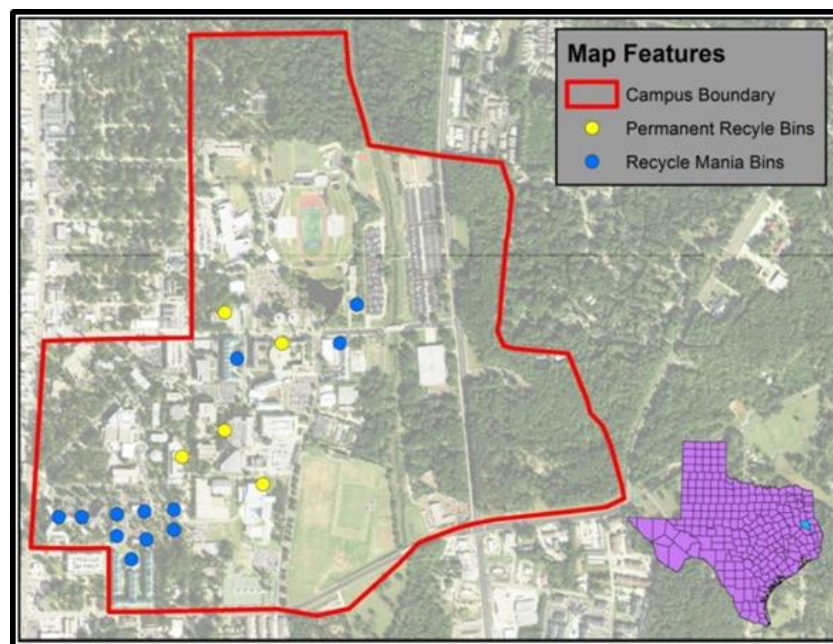 Map Features
Campus Boundary
Permanent Recyle Bins
Recycle Mania Bins